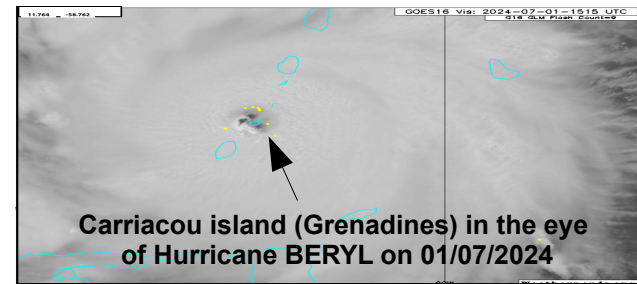 11.764 -58.762
GOES16 Vis: 2024-07-01-1515 UTC
G16 GLM Flash Count=9
Carriacou island (Grenadines) in the eye
of Hurricane BERYL on 01/07/2024
60W